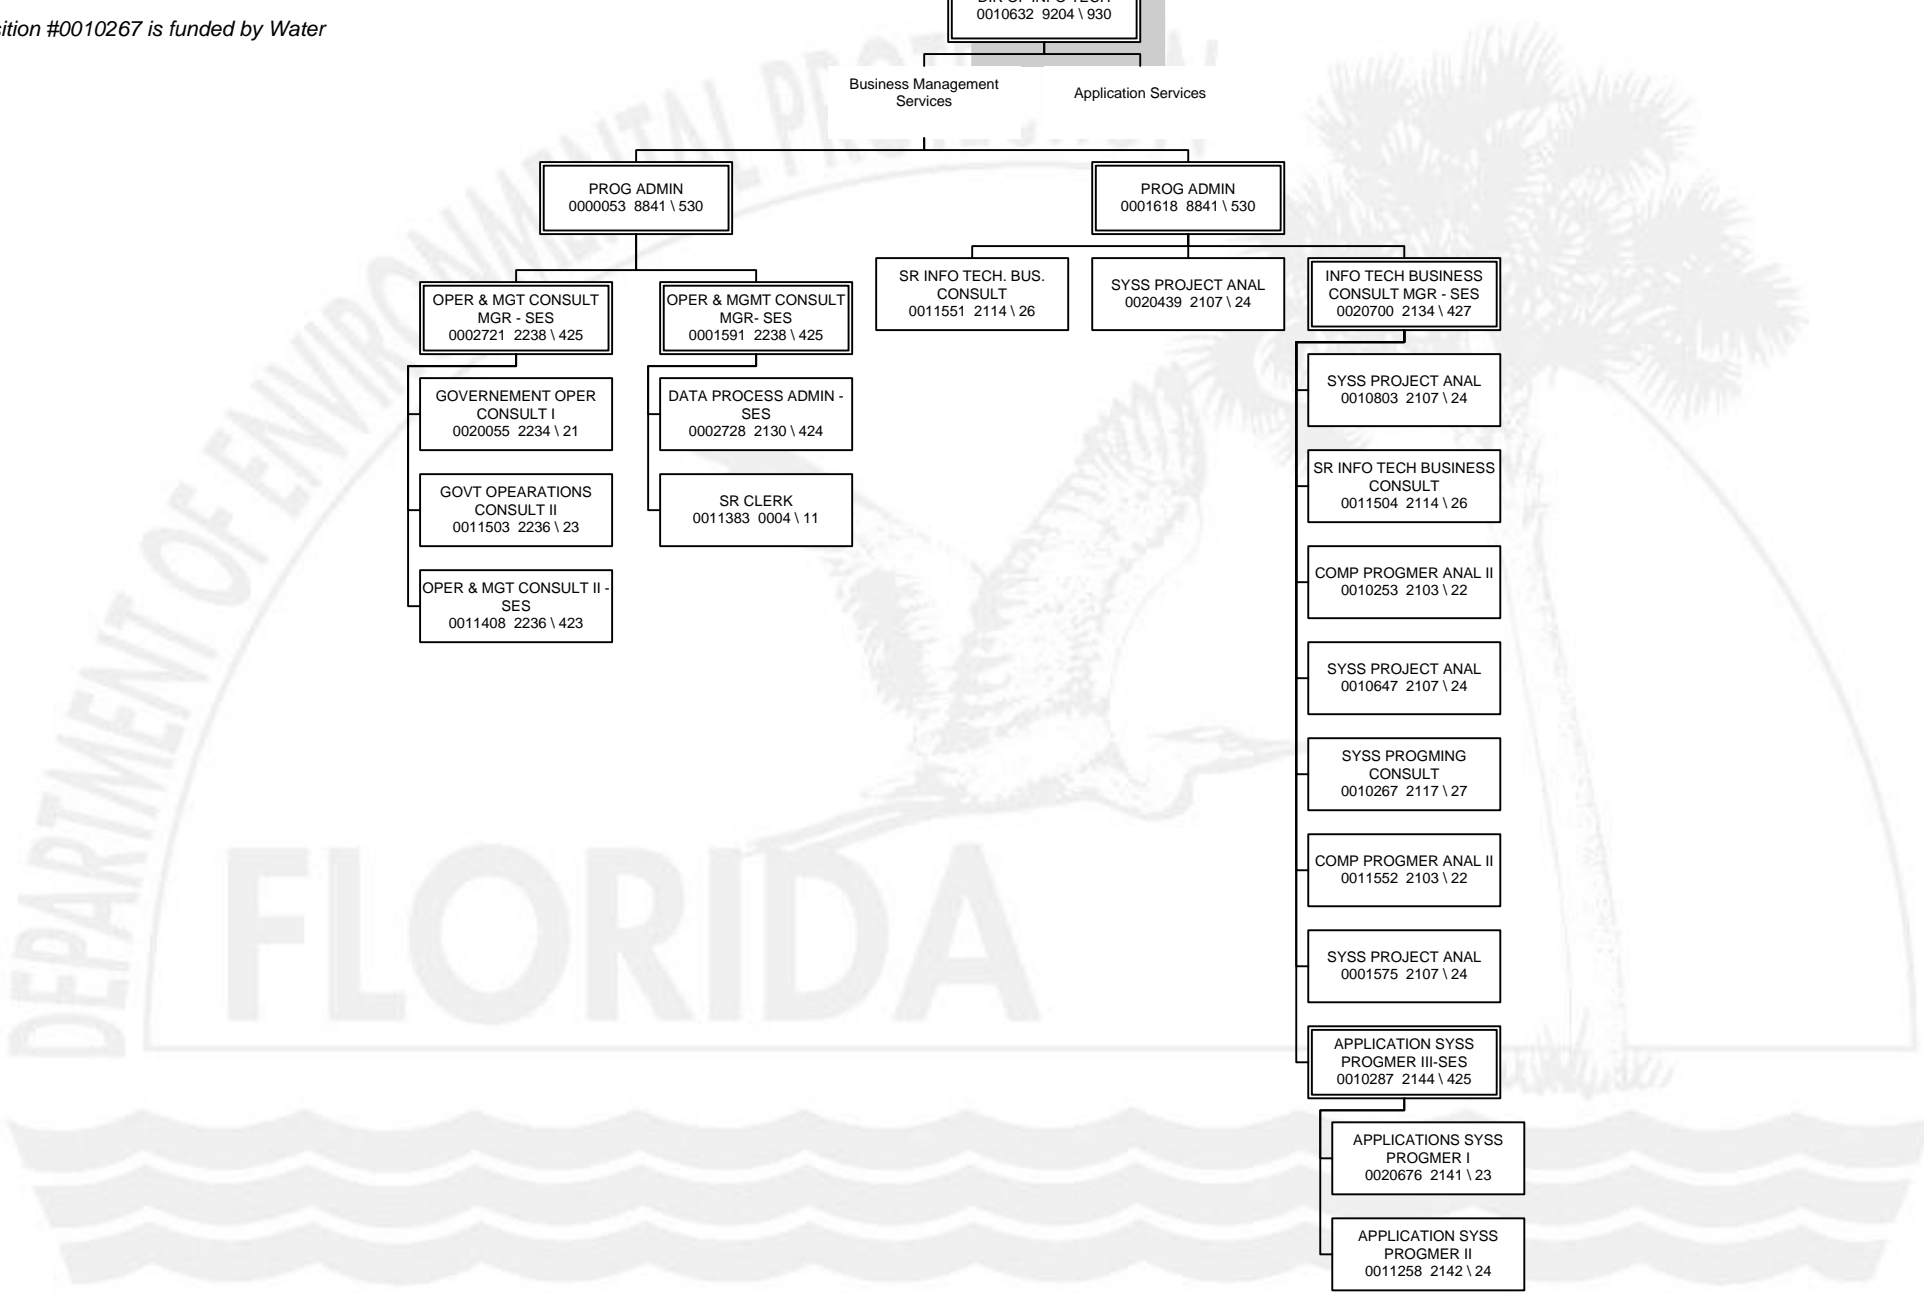 0010632 9204 \ 930
#0010267 is funded by Water
Business Management
Services
Application Services
PROG ADMIN
0000053 8841 \ 530
PROG ADMIN
0001618 8841 \ 530
OPER & MGT CONSULT
MGR - SES
0002721 2238 \ 425
OPER & MGMT CONSULT
MGR- SES
0001591 2238 \ 425
GOVERNEMENT OPER
CONSULT I
0020055 2234 \ 21
GOVT OPEARATIONS
CONSULT II
0011503 2236 \ 23
OPER & MGT CONSULT II -
SES
0011408 2236 \ 423
DATA PROCESS ADMIN -
SES
0002728 2130 \ 424
SR CLERK
0011383 0004 \ 11
SR INFO TECH. BUS.
CONSULT
0011551 2114 \ 26
SYSS PROJECT ANAL
0020439 2107 \ 24
INFO TECH BUSINESS
CONSULT MGR - SES
0020700 2134 \ 427
SYSS PROJECT ANAL
0010803 2107 \ 24
SR INFO TECH BUSINESS
CONSULT
0011504 2114 \ 26
COMP PROGMER ANAL II
0010253 2103 \ 22
SYSS PROJECT ANAL
0010647 2107 \ 24
SYSS PROGMING
CONSULT
0010267 2117 \ 27
COMP PROGMER ANAL II
0011552 2103 \ 22
SYSS PROJECT ANAL
0001575 2107 \ 24
APPLICATION SYSS
PROGMER III-SES
0010287 2144 \ 425
APPLICATIONS SYSS
PROGMER I
0020676 2141 \ 23
APPLICATION SYSS
PROGMER II
0011258 2142 \ 24
DEPARTMENT OF ENVIRONMENTAL PROTECTION
FLORIDA